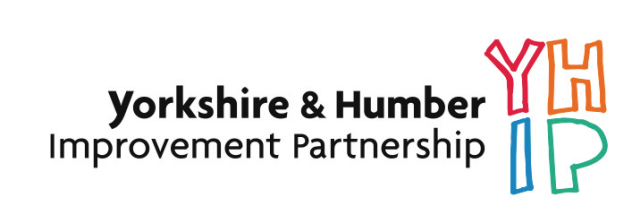 Yorkshire & Humber
Improvement Partnership
YH
IP